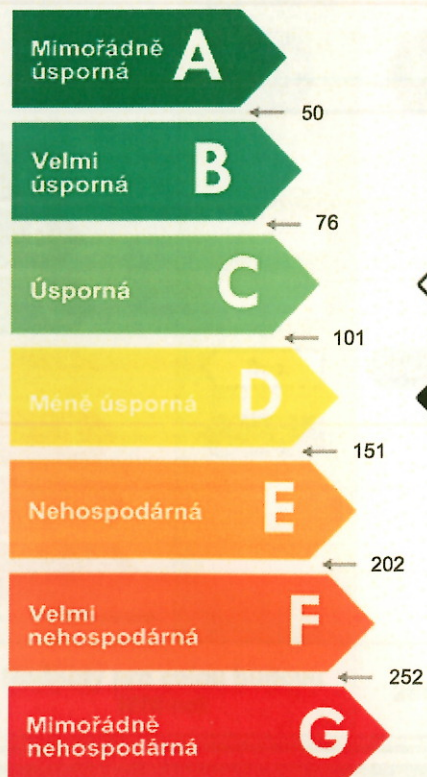 Mimořádně
úsporná A
50
Velmi
úsporná B
76
Úsporná C
101
Méně úsporná D
151
Nehospodárná E
202
Velmi
nehospodárná F
252
Mimořádně
nehospodárná G